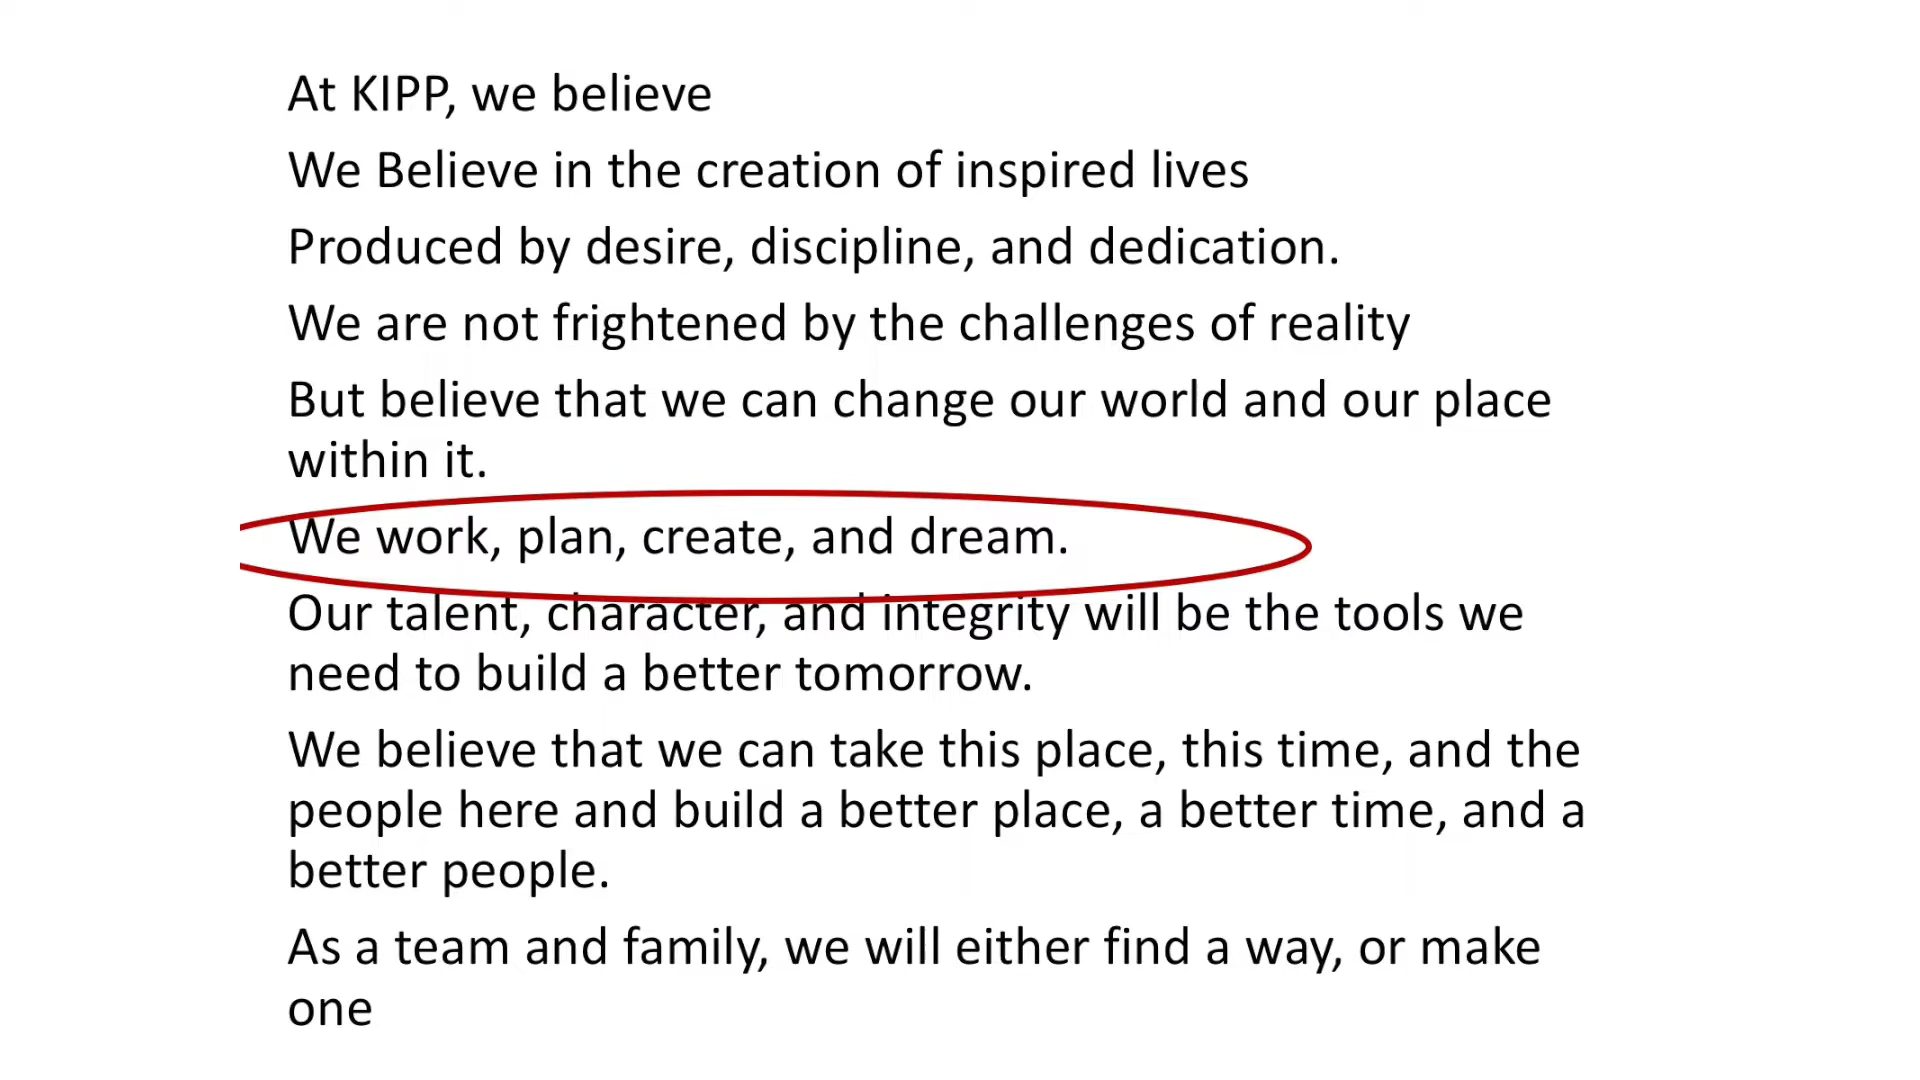 At KIPP, we believe
We Believe in the creation of inspired lives
Produced by desire, discipline, and dedication.
We are not frightened by the challenges of reality
But believe that we can change our world and our place
within it.
We work, plan, create, and dream.
Our talent, character, and integrity will be the tools we
need to build a better tomorrow.
We believe that we can take this place, this time, and the
people here and build a better place, a better time, and a
better people.
As a team and family, we will either find a way, or make
one